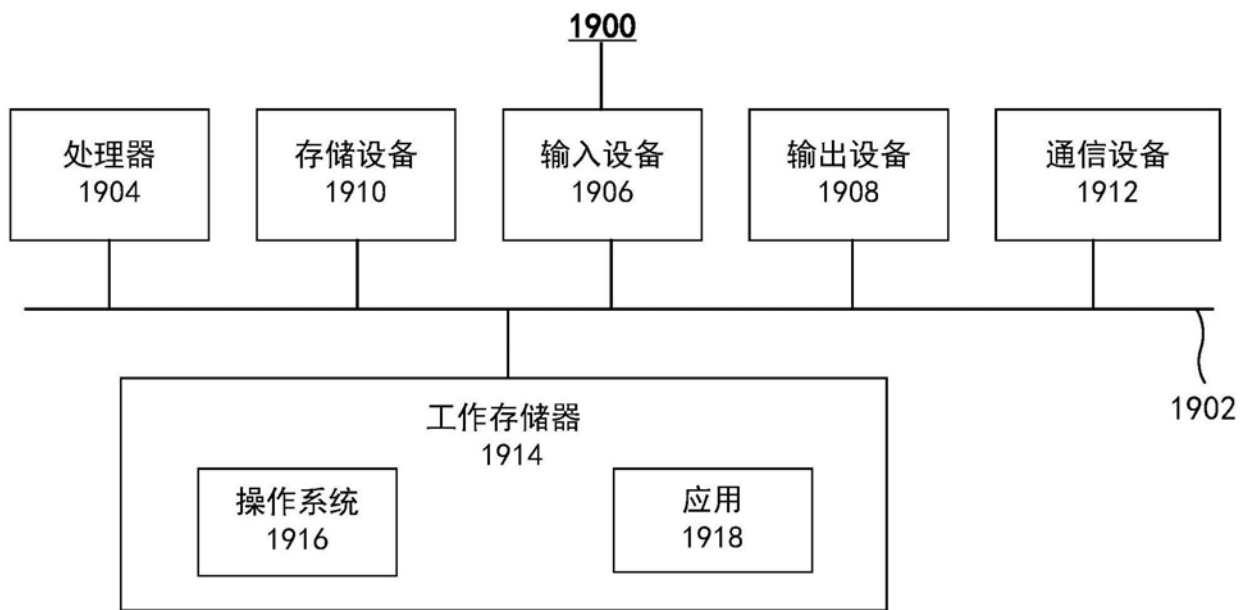 1900
处理器
1904
存储设备
1910
输入设备
1906
输出设备
1908
通信设备
1912
1902
工作存储器
1914
操作系统
1916
应用
1918